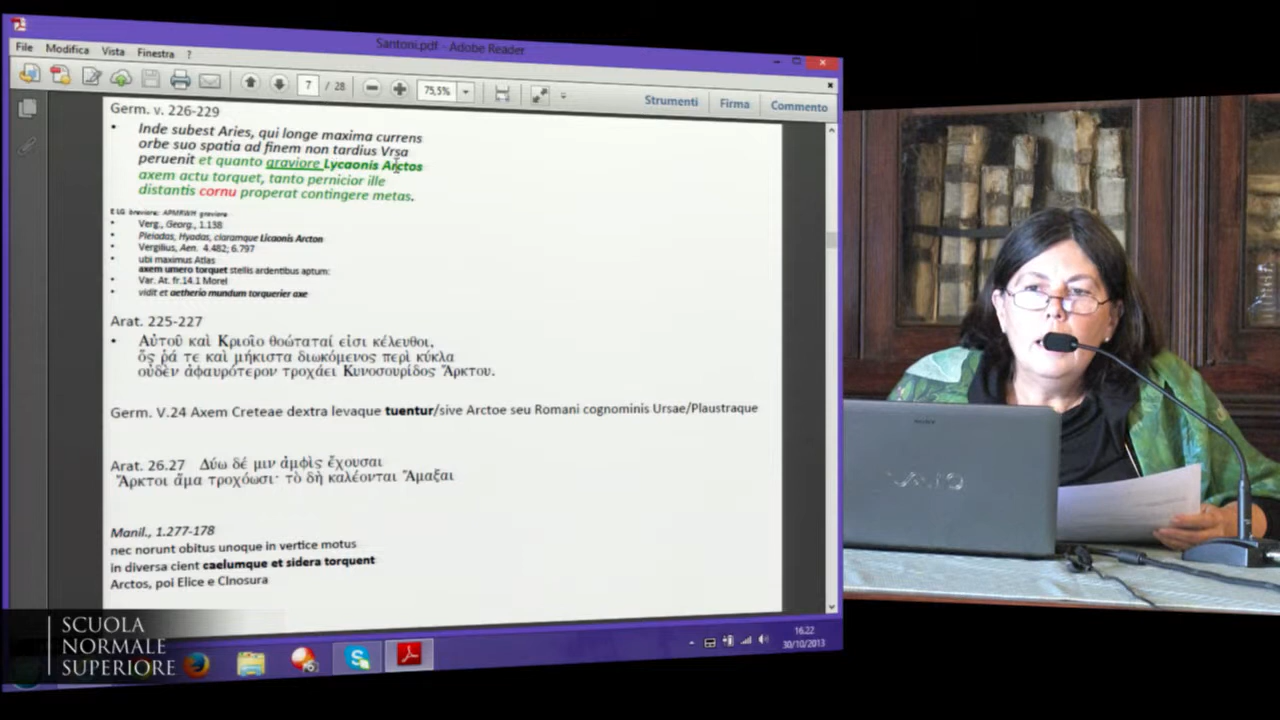 Santoni.pdf - Adobe Reader
File Modifica Vista Finestra ?
7 / 28 75,5% Strumenti Firma Commento
Germ. v. 226-229
• Inde subest Aries, qui longe maxima currens
orbe suo spatia ad finem non tardius Vrsa
peruenit et quanto graviore Lycaonis Arctos
axem actu torquet, tanto pernicior ille
distantis cornu properat contingere metas.
• Verg., Georg., 1.138
• Pleiadas, Hyadas, claramque Licaonis Arcton
• Vergilius, Aen. 4.482; 6.797
• ubi maximus Atlas
axem umero torquet stellis ardentibus aptum:
• Var. At. fr.14.1 Morel
• vidit et aetherio mundum torquerier axe
Arat. 225-227
• Αὐτοῦ καὶ Κριοῖο θοώταταί εἰσι κέλευθοι,
ὅς ῥά τε καὶ μήκιστα διωκόμενος περὶ κύκλα
οὐδὲν ἀφαυρότερον τροχάει Κυνοσουρίδος Ἄρκτου.
Germ. V.24 Axem Creteae dextra levaque tuentur/sive Arctoe seu Romani cognominis Ursae/Plaustraque
Arat. 26.27 Δύω δέ μιν ἀμφὶς ἔχουσαι
Ἄρκτοι ἅμα τροχόωσι· τὸ δὴ καλέονται Ἅμαξαι
Manil., 1.277-178
nec norunt obitus unoque in vertice motus
in diversa cient caelumque et sidera torquent
Arctos, poi Elice e CInosura
16.22
30/10/2013
SCUOLA
NORMALE
SUPERIORE
VAIO